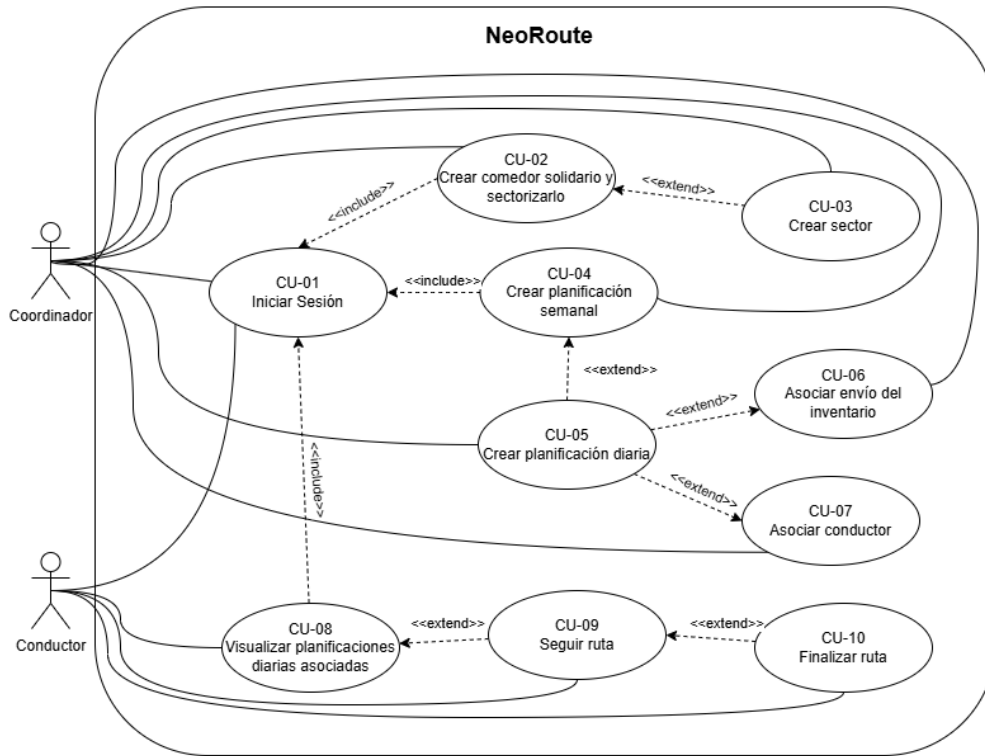 NeoRoute
CU-02
Crear comedor solidario y
sectorizarlo
<<extend>>
CU-03
Crear sector
<<include>>
Coordinador
CU-01
Iniciar Sesión
<<include>>
CU-04
Crear planificación
semanal
<<extend>>
CU-06
Asociar envío del
inventario
<<extend>>
CU-05
Crear planificación diaria
<<include>>
<<extend>>
CU-07
Asociar conductor
Conductor
CU-08
Visualizar planificaciones
diarias asociadas
<<extend>>
CU-09
Seguir ruta
<<extend>>
CU-10
Finalizar ruta